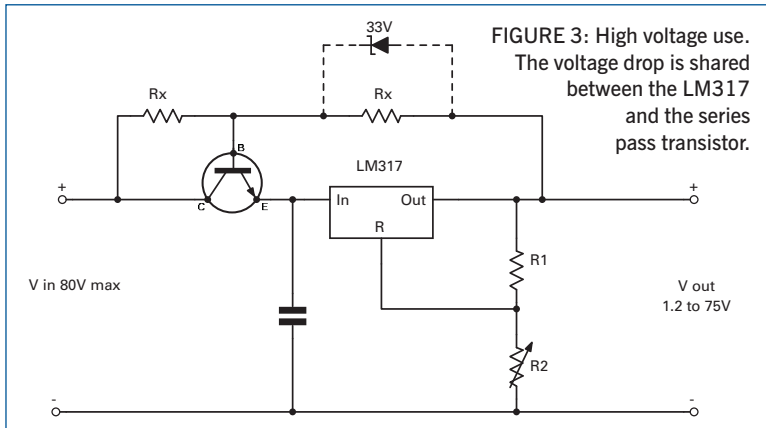 33V
FIGURE 3: High voltage use.
The voltage drop is shared
between the LM317
and the series
pass transistor.
Rx
Rx
B
LM317
C
E
+
In
Out
+
R
R1
V in 80V max
V out
1.2 to 75V
R2
-
-